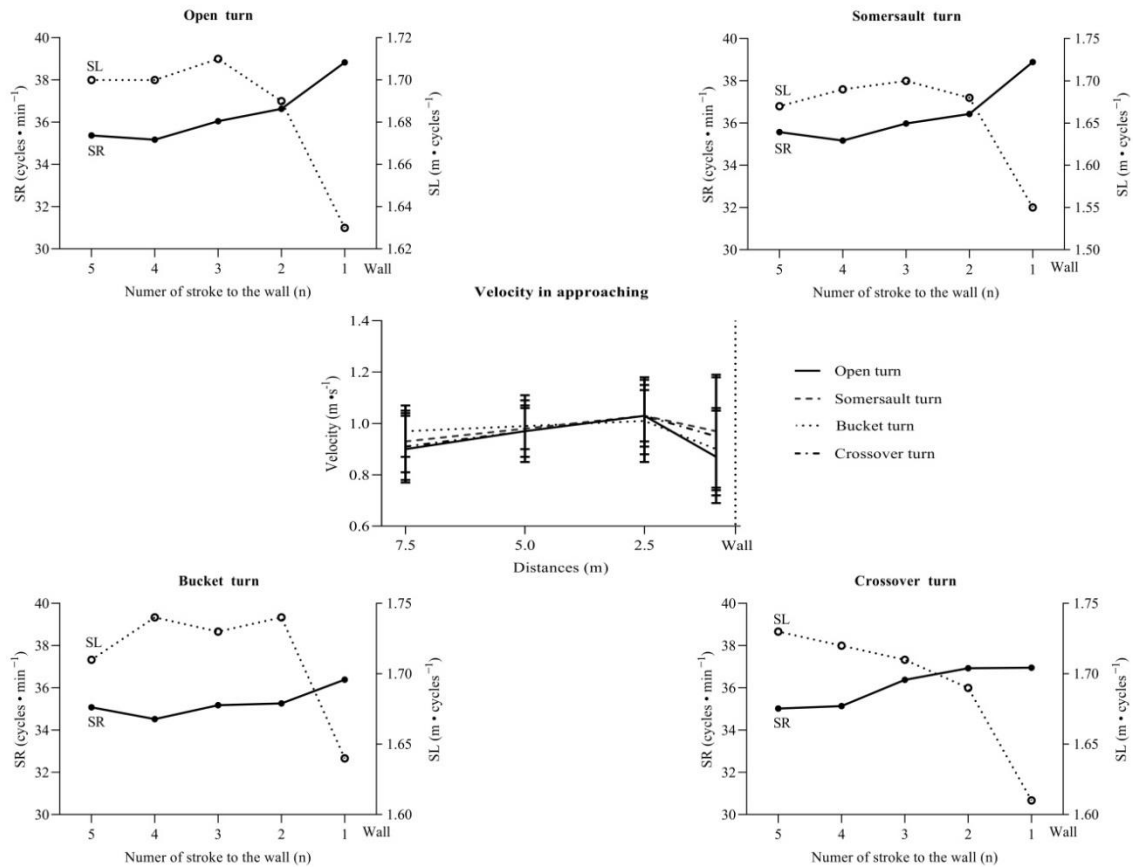 Open turn
SR (cycles • min⁻¹)
40
38
36
34
32
30
SL
SR
1.72
1.70
1.68
1.66
1.64
1.62
SL (m • cycles⁻¹)
5 4 3 2 1 Wall
Numer of stroke to the wall (n)
Somersault turn
SR (cycles • min⁻¹)
40
38
36
34
32
30
SL
SR
1.75
1.70
1.65
1.60
1.55
1.50
SL (m • cycles⁻¹)
5 4 3 2 1 Wall
Numer of stroke to the wall (n)
Velocity in approaching
Velocity (m •s⁻¹)
1.4
1.2
1.0
0.8
0.6
7.5 5.0 2.5 Wall
Distances (m)
Open turn
Somersault turn
Bucket turn
Crossover turn
Bucket turn
SR (cycles • min⁻¹)
40
38
36
34
32
30
SL
SR
1.75
1.70
1.65
1.60
SL (m • cycles⁻¹)
5 4 3 2 1 Wall
Numer of stroke to the wall (n)
Crossover turn
SR (cycles • min⁻¹)
40
38
36
34
32
30
SL
SR
1.75
1.70
1.65
1.60
SL (m • cycles⁻¹)
5 4 3 2 1 Wall
Numer of stroke to the wall (n)